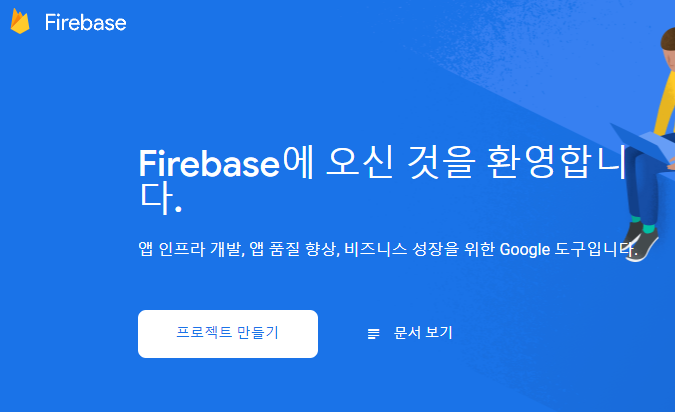 Firebase
Firebase에 오신 것을 환영합니
다.
앱 인프라 개발, 앱 품질 향상, 비즈니스 성장을 위한 Google 도구입니다.
프로젝트 만들기
문서 보기